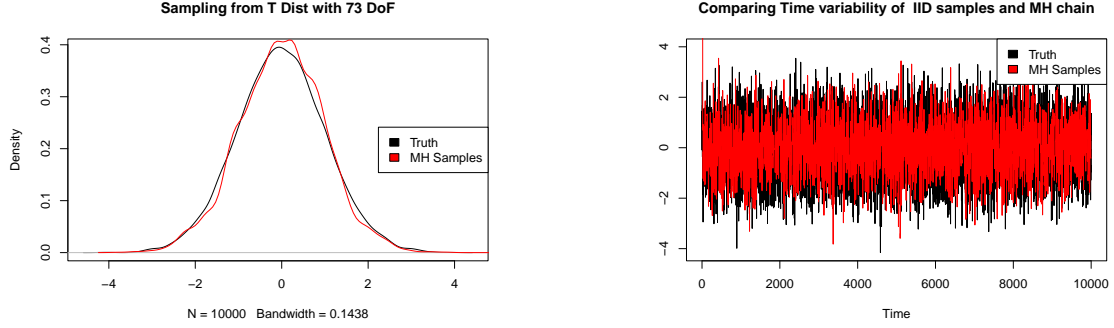 Sampling from T Dist with 73 DoF
Density
0.0
0.1
0.2
0.3
0.4
−4
−2
0
2
4
Truth
MH Samples
N = 10000 Bandwidth = 0.1438
Comparing Time variability of IID samples and MH chain
4
2
0
−2
−4
0
2000
4000
6000
8000
10000
Truth
MH Samples
Time